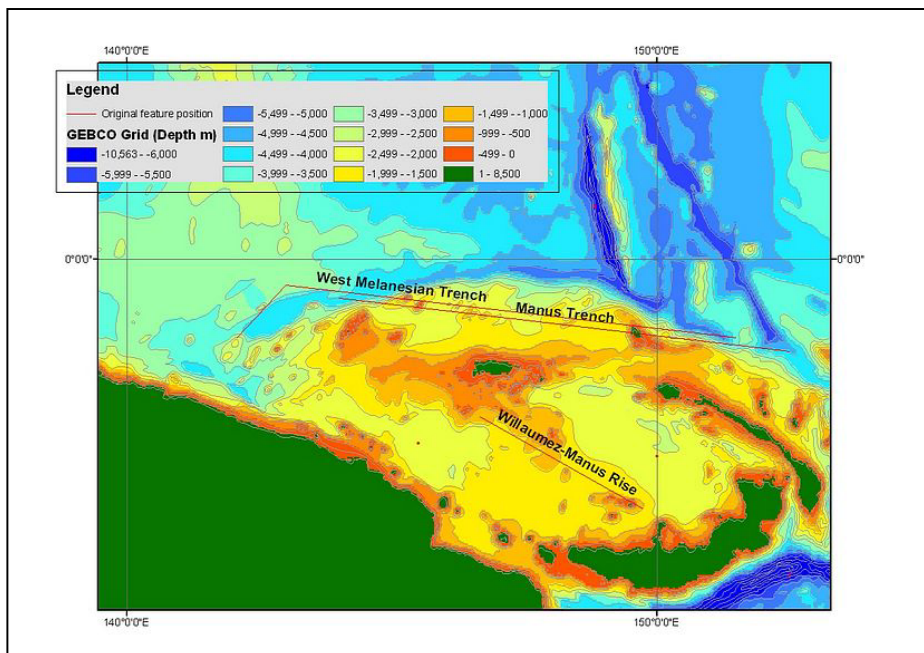 140°0'0"E 150°0'0"E
Legend
Original feature position
GEBCO Grid (Depth m)
-10,563 - -6,000
-5,999 - -5,500
-5,499 - -5,000
-4,999 - -4,500
-4,499 - -4,000
-3,999 - -3,500
-3,499 - -3,000
-2,999 - -2,500
-2,499 - -2,000
-1,999 - -1,500
-1,499 - -1,000
-999 - -500
-499 - 0
1 - 8,500
0°0'0" 0°0'0"
West Melanesian Trench
Manus Trench
Willaumez-Manus Rise
140°0'0"E 150°0'0"E